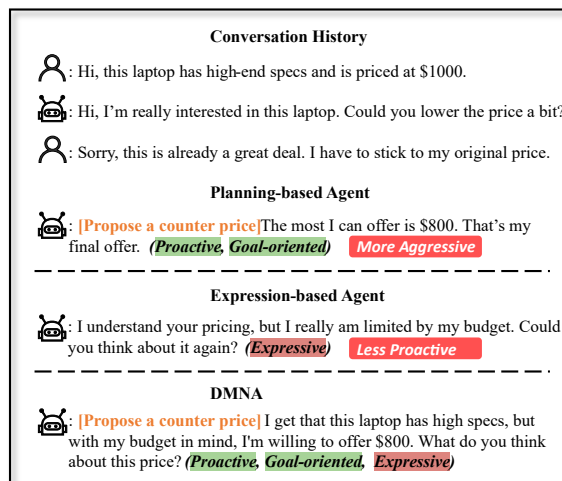 Conversation History
: Hi, this laptop has high-end specs and is priced at $1000.
: Hi, I'm really interested in this laptop. Could you lower the price a bit?
: Sorry, this is already a great deal. I have to stick to my original price.
Planning-based Agent
: [Propose a counter price]The most I can offer is $800. That's my
final offer. (Proactive, Goal-oriented) More Aggressive
Expression-based Agent
: I understand your pricing, but I really am limited by my budget. Could
you think about it again? (Expressive) Less Proactive
DMNA
: [Propose a counter price] I get that this laptop has high specs, but
with my budget in mind, I'm willing to offer $800. What do you think
about this price? (Proactive, Goal-oriented, Expressive)